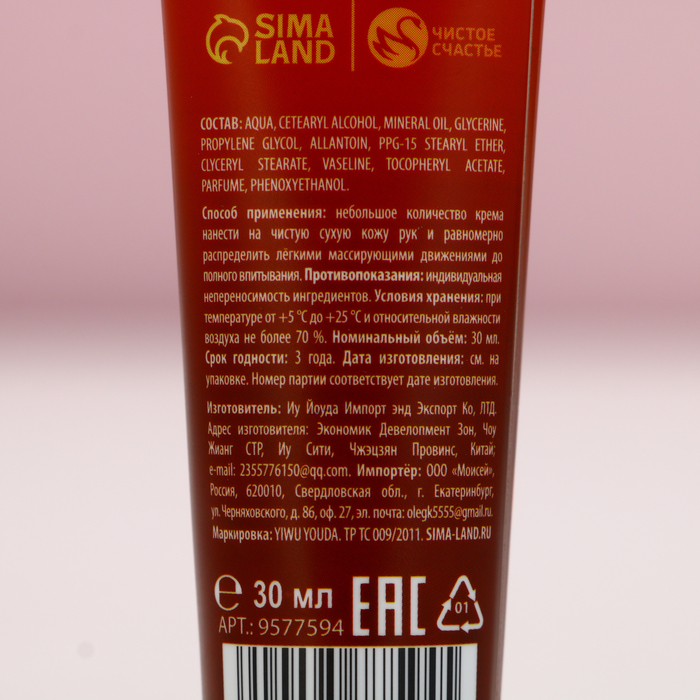 SIMA
LAND
ЧИСТОЕ
СЧАСТЬЕ
СОСТАВ: AQUA, CETEARYL ALCOHOL, MINERAL OIL, GLYCERINE,
PROPYLENE GLYCOL, ALLANTOIN, PPG-15 STEARYL ETHER,
CLYCERYL STEARATE, VASELINE, TOCOPHERYL ACETATE,
PARFUME, PHENOXYETHANOL.
Способ применения: небольшое количество крема
нанести на чистую сухую кожу рук и равномерно
распределить лёгкими массирующими движениями до
полного впитывания. Противопоказания: индивидуальная
непереносимость ингредиентов. Условия хранения: при
температуре от +5 °С до +25 °С и относительной влажности
воздуха не более 70 %. Номинальный объём: 30 мл.
Срок годности: 3 года. Дата изготовления: см. на
упаковке. Номер партии соответствует дате изготовления.
Изготовитель: Иу Йоуда Импорт энд Экспорт Ко, ЛТД.
Адрес изготовителя: Экономик Девелопмент Зон, Чоу
Жианг СТР, Иу Сити, Чжэцзян Провинс, Китай;
e-mail: 2355776150@qq.com. Импортёр: ООО «Моисей»,
Россия, 620010, Свердловская обл., г. Екатеринбург,
ул. Черняховского, д. 86, оф. 27, эл. почта: olegk5555@gmail.ru.
Маркировка: YIWU YOUDA. ТР ТС 009/2011. SIMA-LAND.RU
℮ 30 мл EAC 01
АРТ.: 9577594